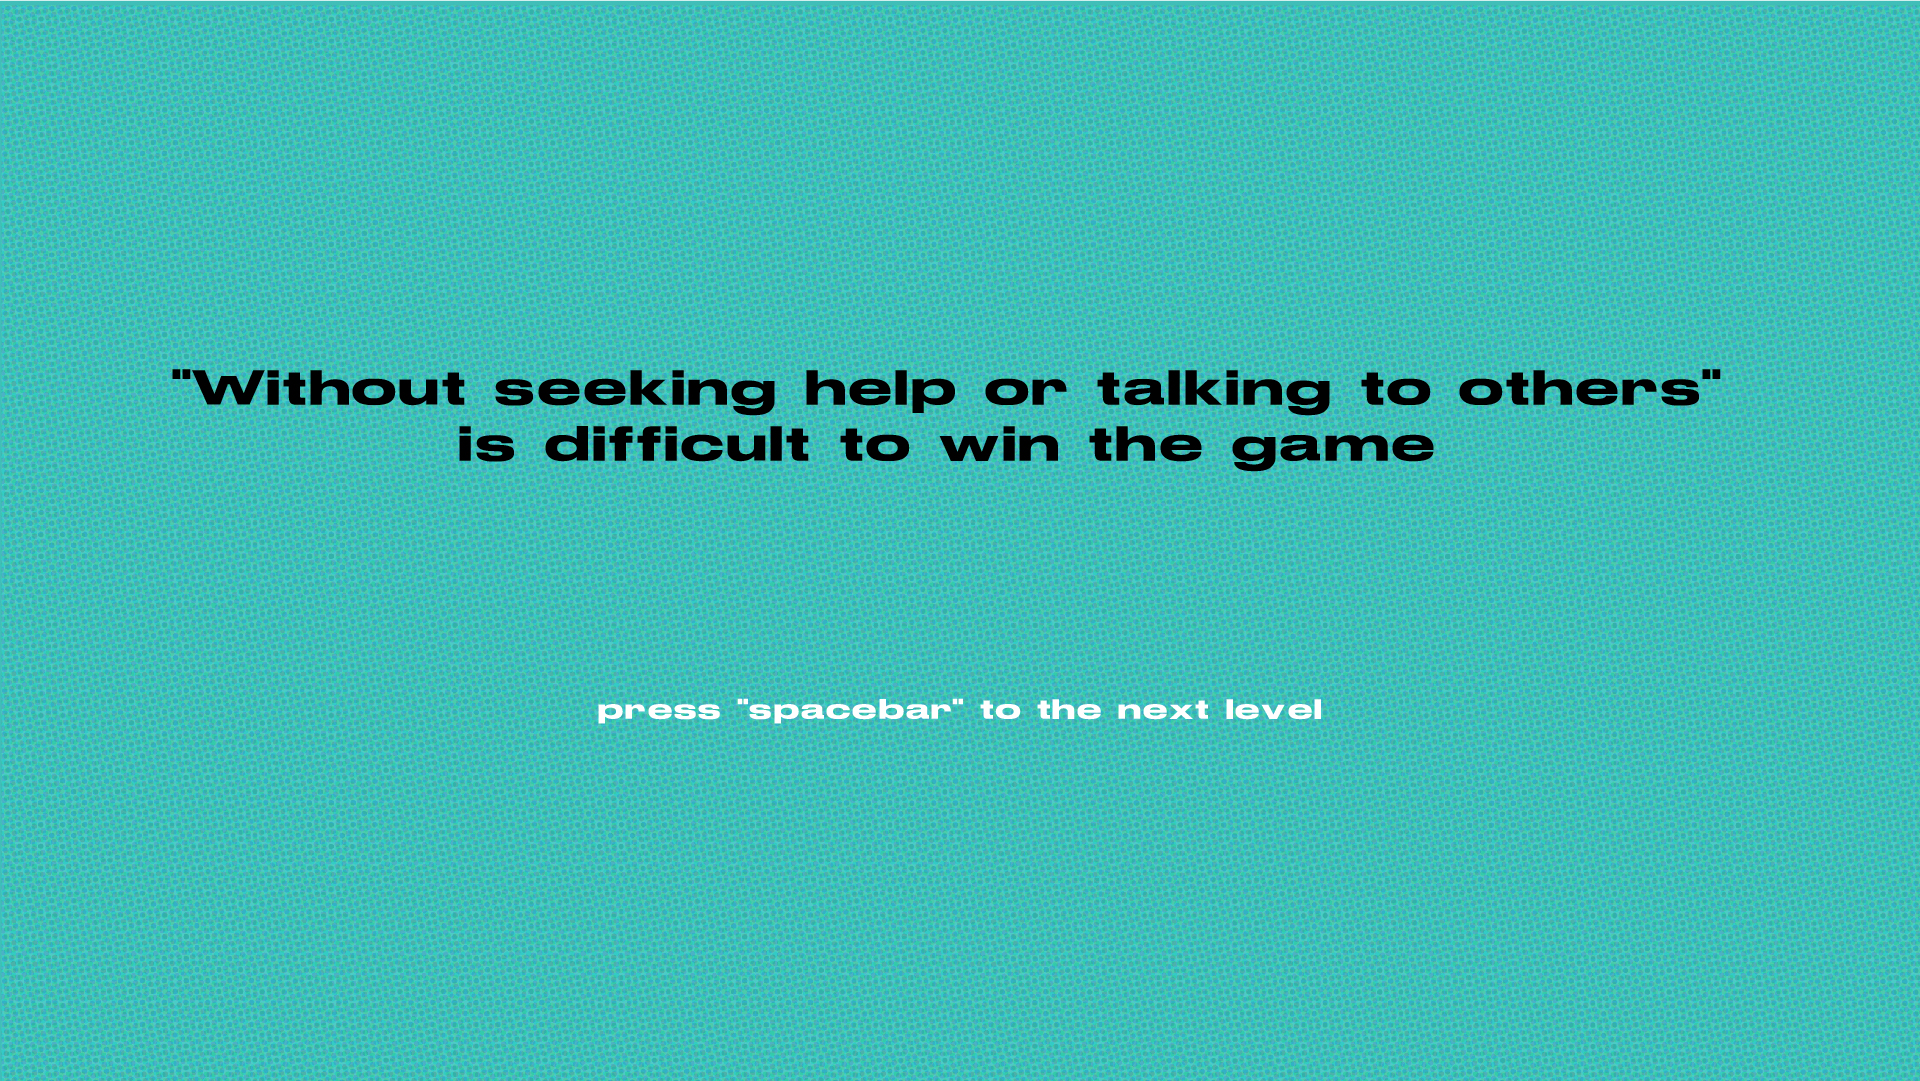 "Without seeking help or talking to others"
is difficult to win the game
press "spacebar" to the next level